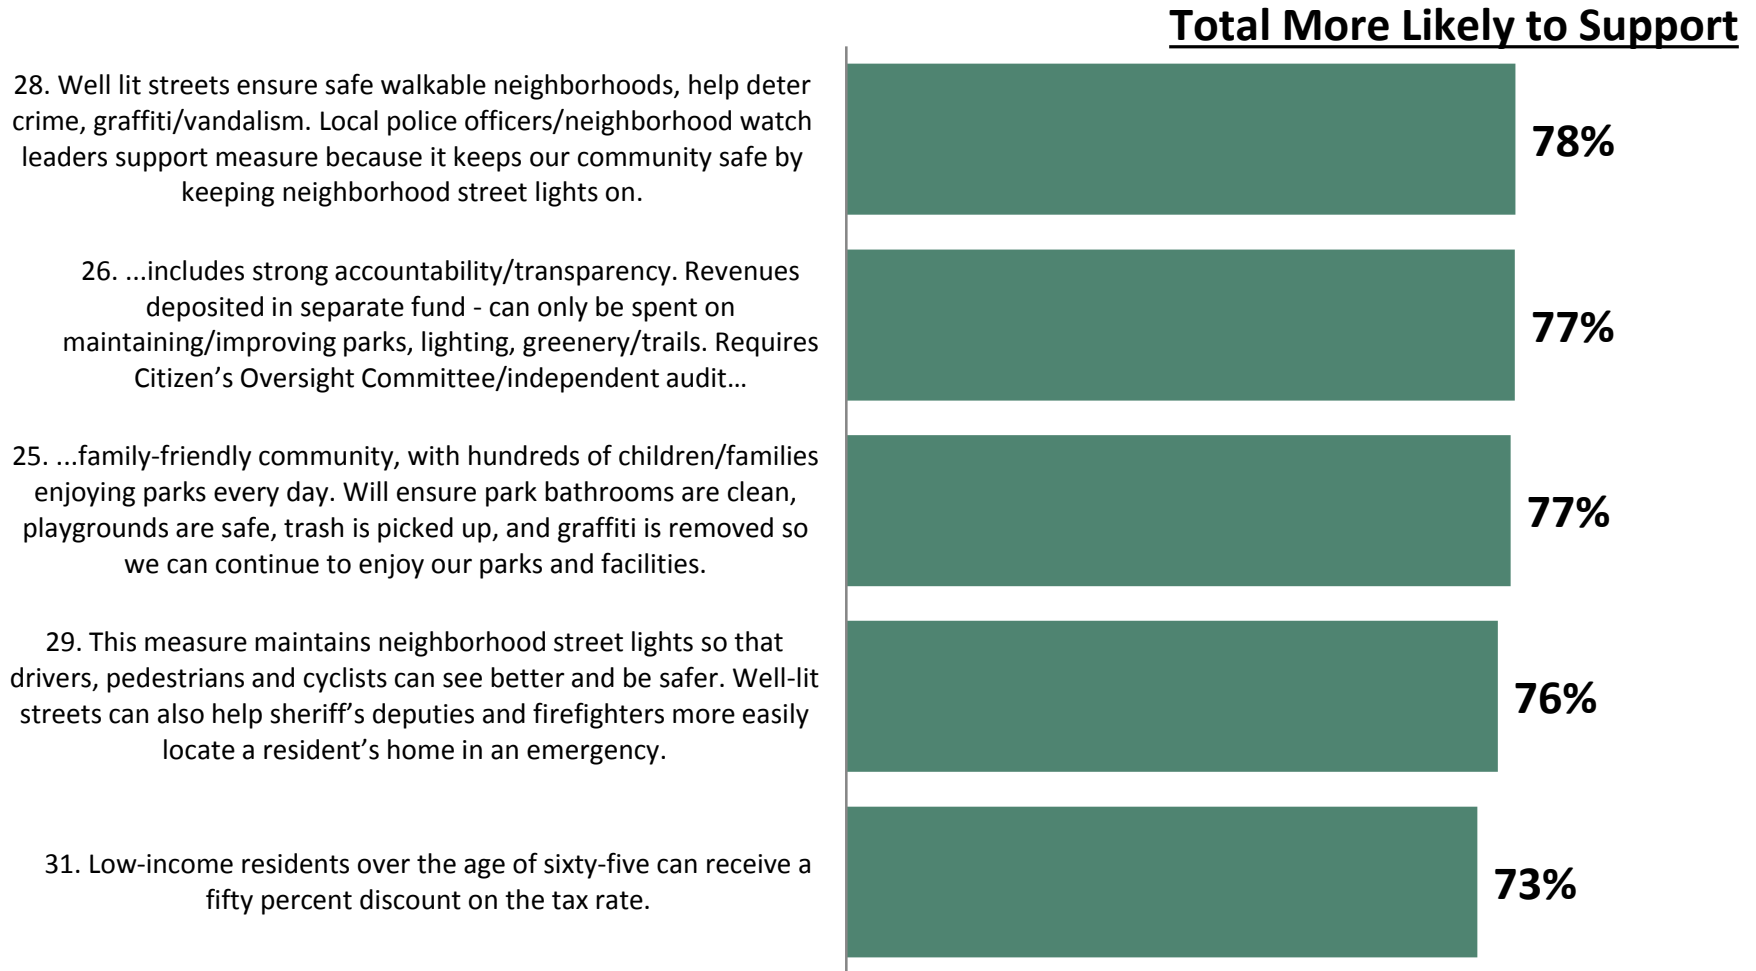 Total More Likely to Support
28. Well lit streets ensure safe walkable neighborhoods, help deter
crime, graffiti/vandalism. Local police officers/neighborhood watch
leaders support measure because it keeps our community safe by
keeping neighborhood street lights on.
78%
26. ...includes strong accountability/transparency. Revenues
deposited in separate fund - can only be spent on
maintaining/improving parks, lighting, greenery/trails. Requires
Citizen’s Oversight Committee/independent audit…
77%
25. ...family-friendly community, with hundreds of children/families
enjoying parks every day. Will ensure park bathrooms are clean,
playgrounds are safe, trash is picked up, and graffiti is removed so
we can continue to enjoy our parks and facilities.
77%
29. This measure maintains neighborhood street lights so that
drivers, pedestrians and cyclists can see better and be safer. Well-lit
streets can also help sheriff’s deputies and firefighters more easily
locate a resident’s home in an emergency.
76%
31. Low-income residents over the age of sixty-five can receive a
fifty percent discount on the tax rate.
73%